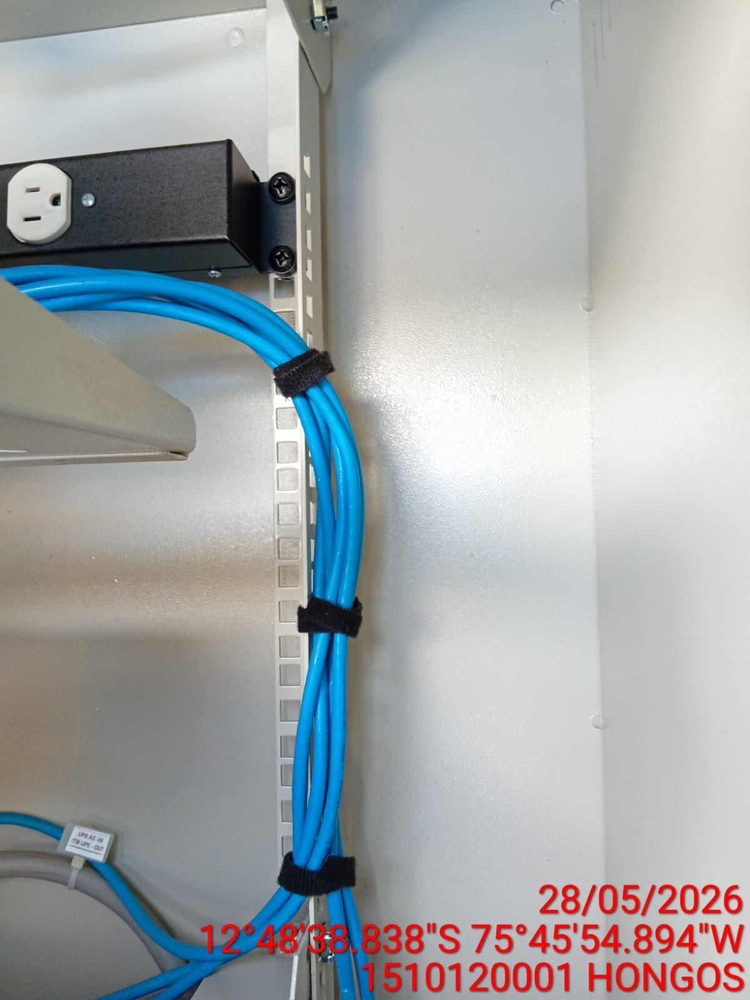 UPS AC -IN
ITM UPS - OUT
28/05/2026
12°48'38.838"S 75°45'54.894"W
1510120001 HONGOS